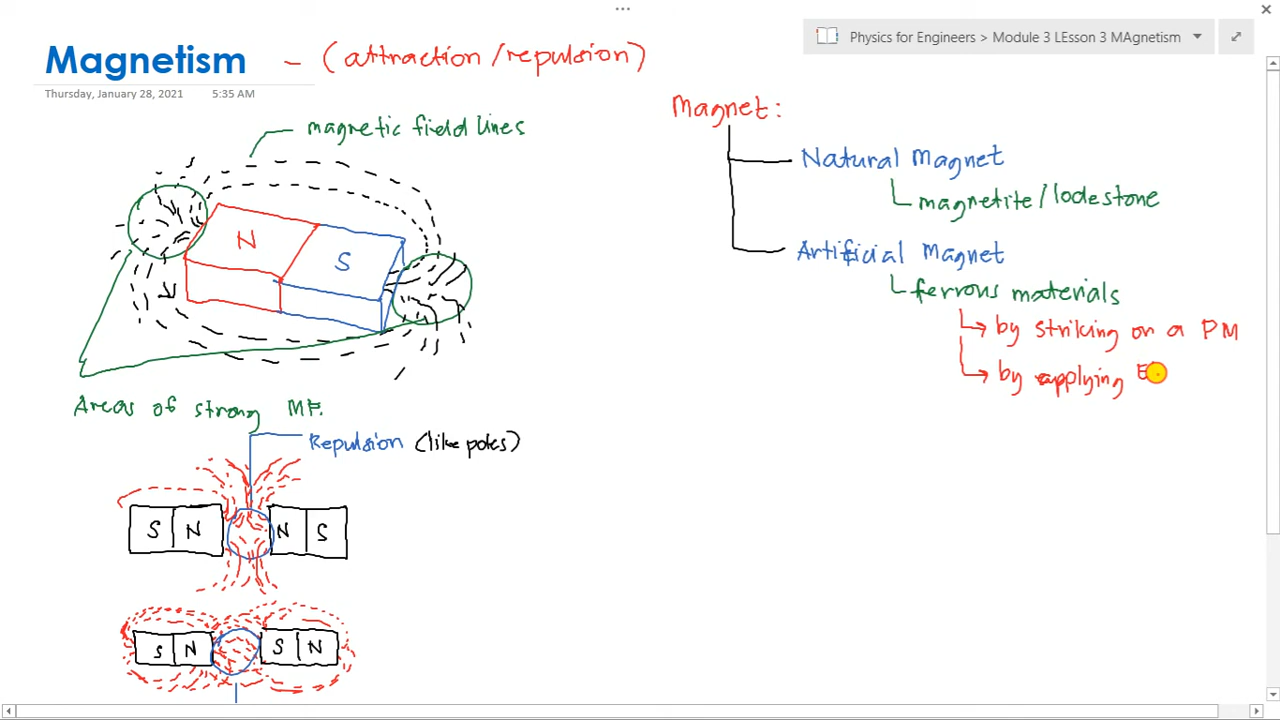 Physics for Engineers > Module 3 LEsson 3 MAgnetism
Magnetism - (attraction/repulsion)
Thursday, January 28, 2021 5:35 AM
magnetic field lines
N
S
Areas of strong MF.
Repulsion (like poles)
S N N S
S N S N
Magnet:
Natural Magnet
magnetite/lodestone
Artificial Magnet
ferrous materials
by striking on a PM
by applying E